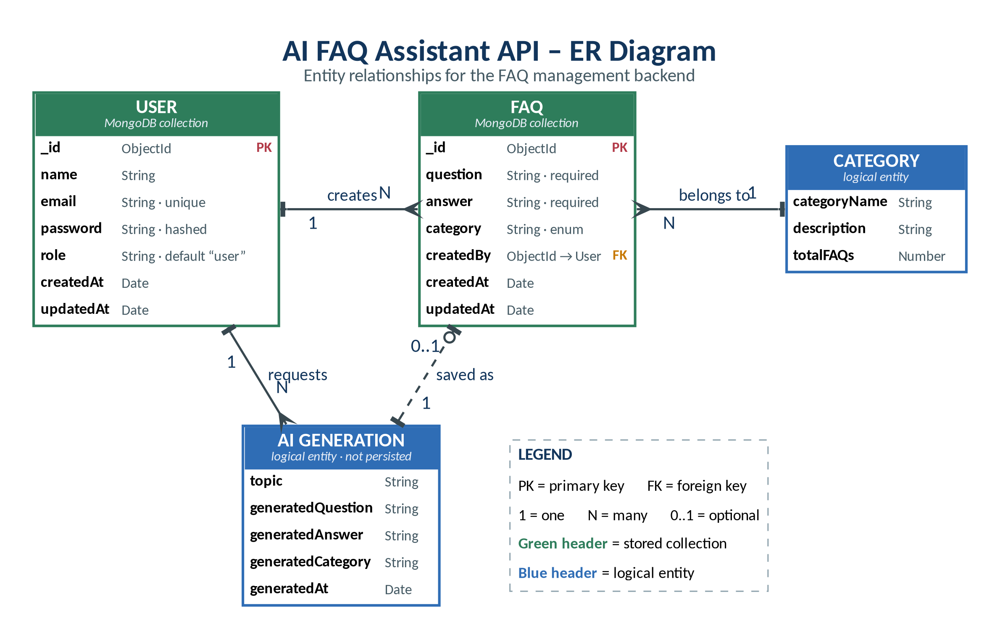 AI FAQ Assistant API – ER Diagram
Entity relationships for the FAQ management backend
USER
MongoDB collection
_id ObjectId PK
name String
email String · unique
password String · hashed
role String · default “user”
createdAt Date
updatedAt Date
creates N
1
FAQ
MongoDB collection
_id ObjectId PK
question String · required
answer String · required
category String · enum
createdBy ObjectId → User FK
createdAt Date
updatedAt Date
belongs to 1
N
CATEGORY
logical entity
categoryName String
description String
totalFAQs Number
1
requests
N
0..1
saved as
1
AI GENERATION
logical entity · not persisted
topic String
generatedQuestion String
generatedAnswer String
generatedCategory String
generatedAt Date
LEGEND
PK = primary key FK = foreign key
1 = one N = many 0..1 = optional
Green header = stored collection
Blue header = logical entity